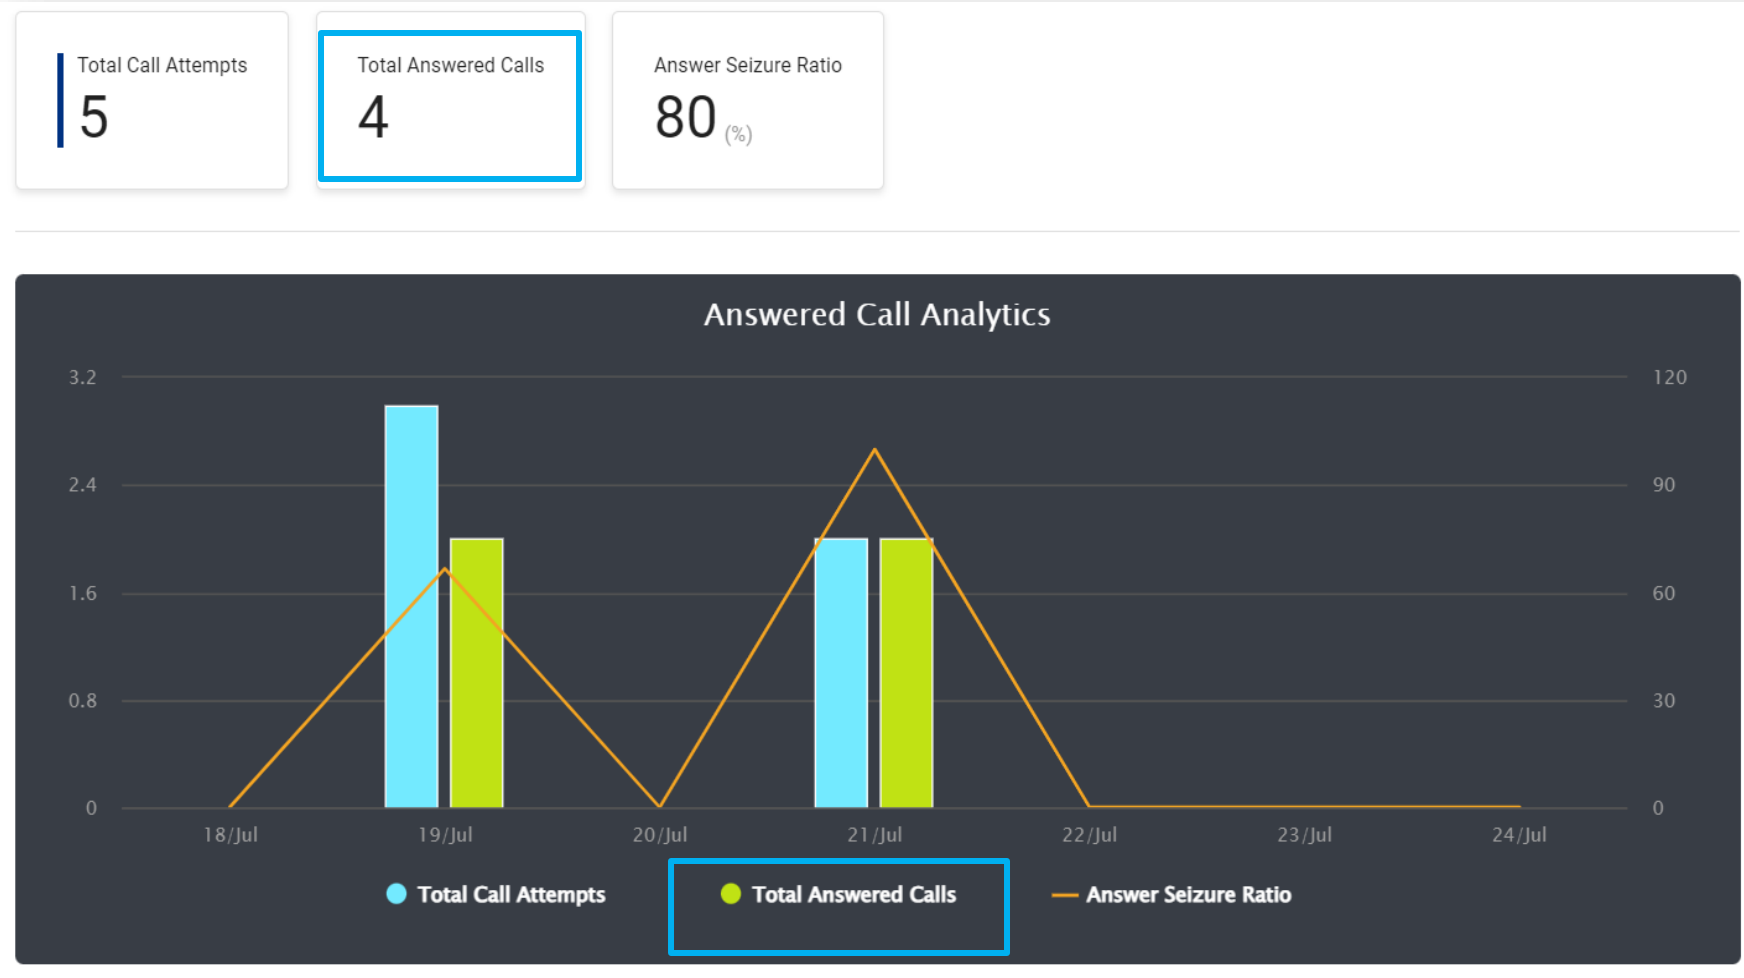 Total Call Attempts
5
Total Answered Calls
4
Answer Seizure Ratio
80 (%)
Answered Call Analytics
3.2
2.4
1.6
0.8
0
120
90
60
30
0
18/Jul 19/Jul 20/Jul 21/Jul 22/Jul 23/Jul 24/Jul
Total Call Attempts Total Answered Calls Answer Seizure Ratio